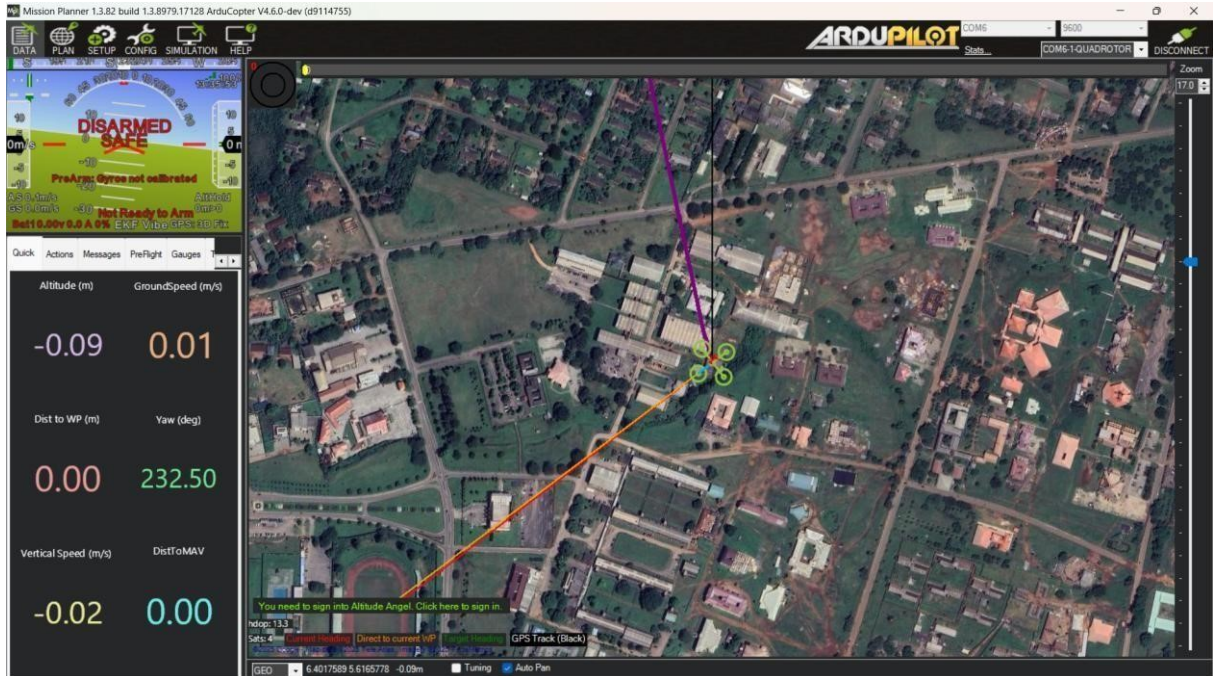 Mission Planner 1.3.82 build 1.3.8979.17128 ArduCopter V4.6.0-dev (d9114755)
DATA PLAN SETUP CONFIG SIMULATION HELP
ARDUPILOT
COM6 9600
Stats...
COM6-1-QUADROTOR DISCONNECT
DISARMED
SAFE
PreArm: Gyros not calibrated
Not Ready to Arm
EKF Vibe GPS: 3D Fix
Quick Actions Messages PreFlight Gauges
Altitude (m) GroundSpeed (m/s)
-0.09 0.01
Dist to WP (m) Yaw (deg)
0.00 232.50
Vertical Speed (m/s) DistToMAV
-0.02 0.00
Zoom
17.0
You need to sign into Altitude Angel. Click here to sign in.
hdop: 13.3
Sats: 4 Current Heading Direct to current WP Target Heading GPS Track (Black)
GEO 6.4017589 5.6165778 -0.09m Tuning Auto Pan